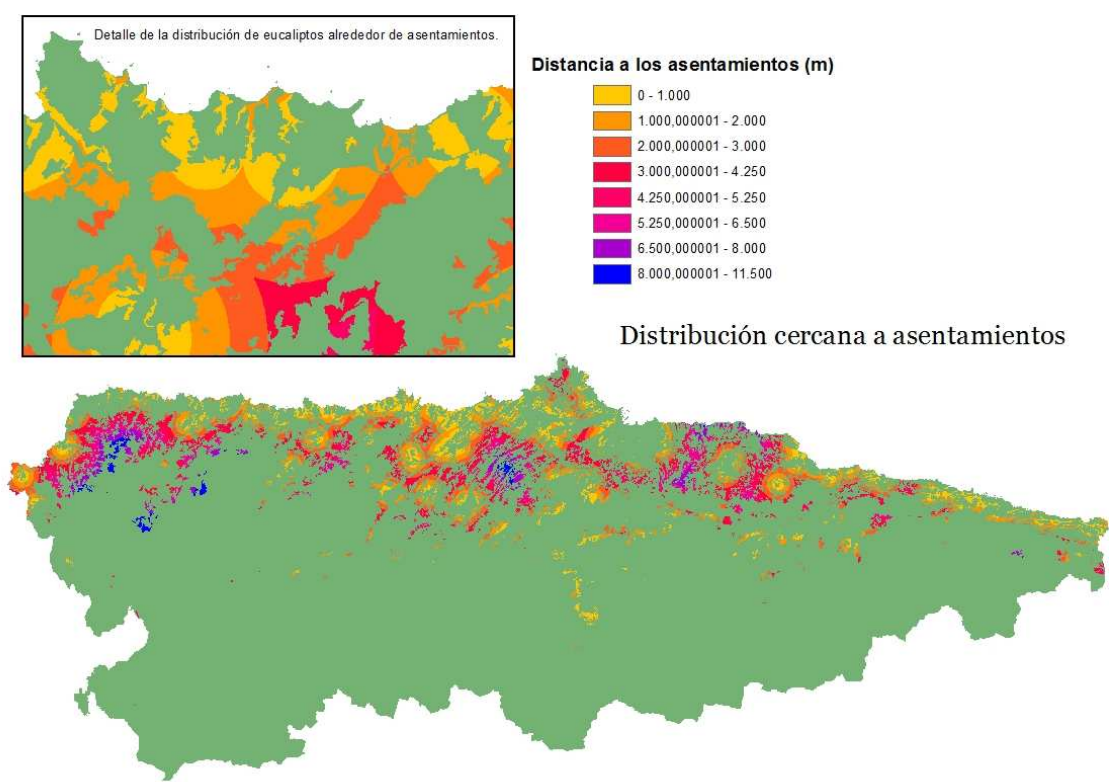 Detalle de la distribución de eucaliptos alrededor de asentamientos.
Distancia a los asentamientos (m)
0 - 1.000
1.000,000001 - 2.000
2.000,000001 - 3.000
3.000,000001 - 4.250
4.250,000001 - 5.250
5.250,000001 - 6.500
6.500,000001 - 8.000
8.000,000001 - 11.500
Distribución cercana a asentamientos